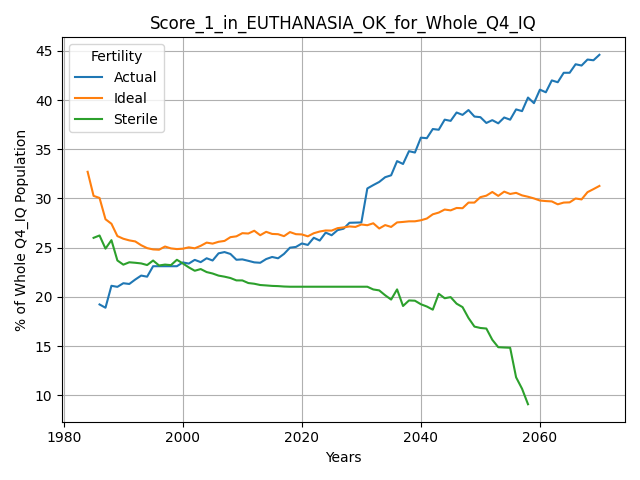 Score_1_in_EUTHANASIA_OK_for_Whole_Q4_IQ
Fertility
Actual
Ideal
Sterile
% of Whole Q4_IQ Population
45
40
35
30
25
20
15
10
1980
2000
2020
2040
2060
Years